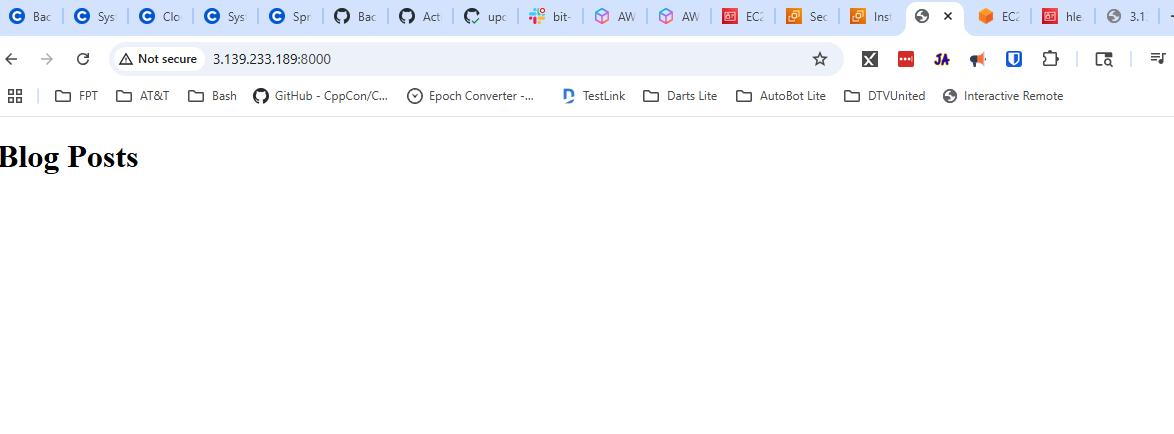 Bac Sys Clo Sys Spr Bac Act upc bit- AW AW EC2 Sec Inst EC2 hle 3.1
Not secure 3.139.233.189:8000
FPT AT&T Bash GitHub - CppCon/C... Epoch Converter -... TestLink Darts Lite AutoBot Lite DTVUnited Interactive Remote
Blog Posts